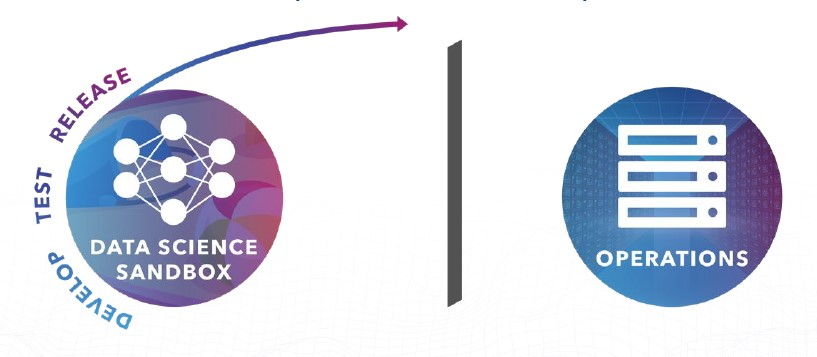 RELEASE
TEST
DEVELOP
DATA SCIENCE
SANDBOX
OPERATIONS